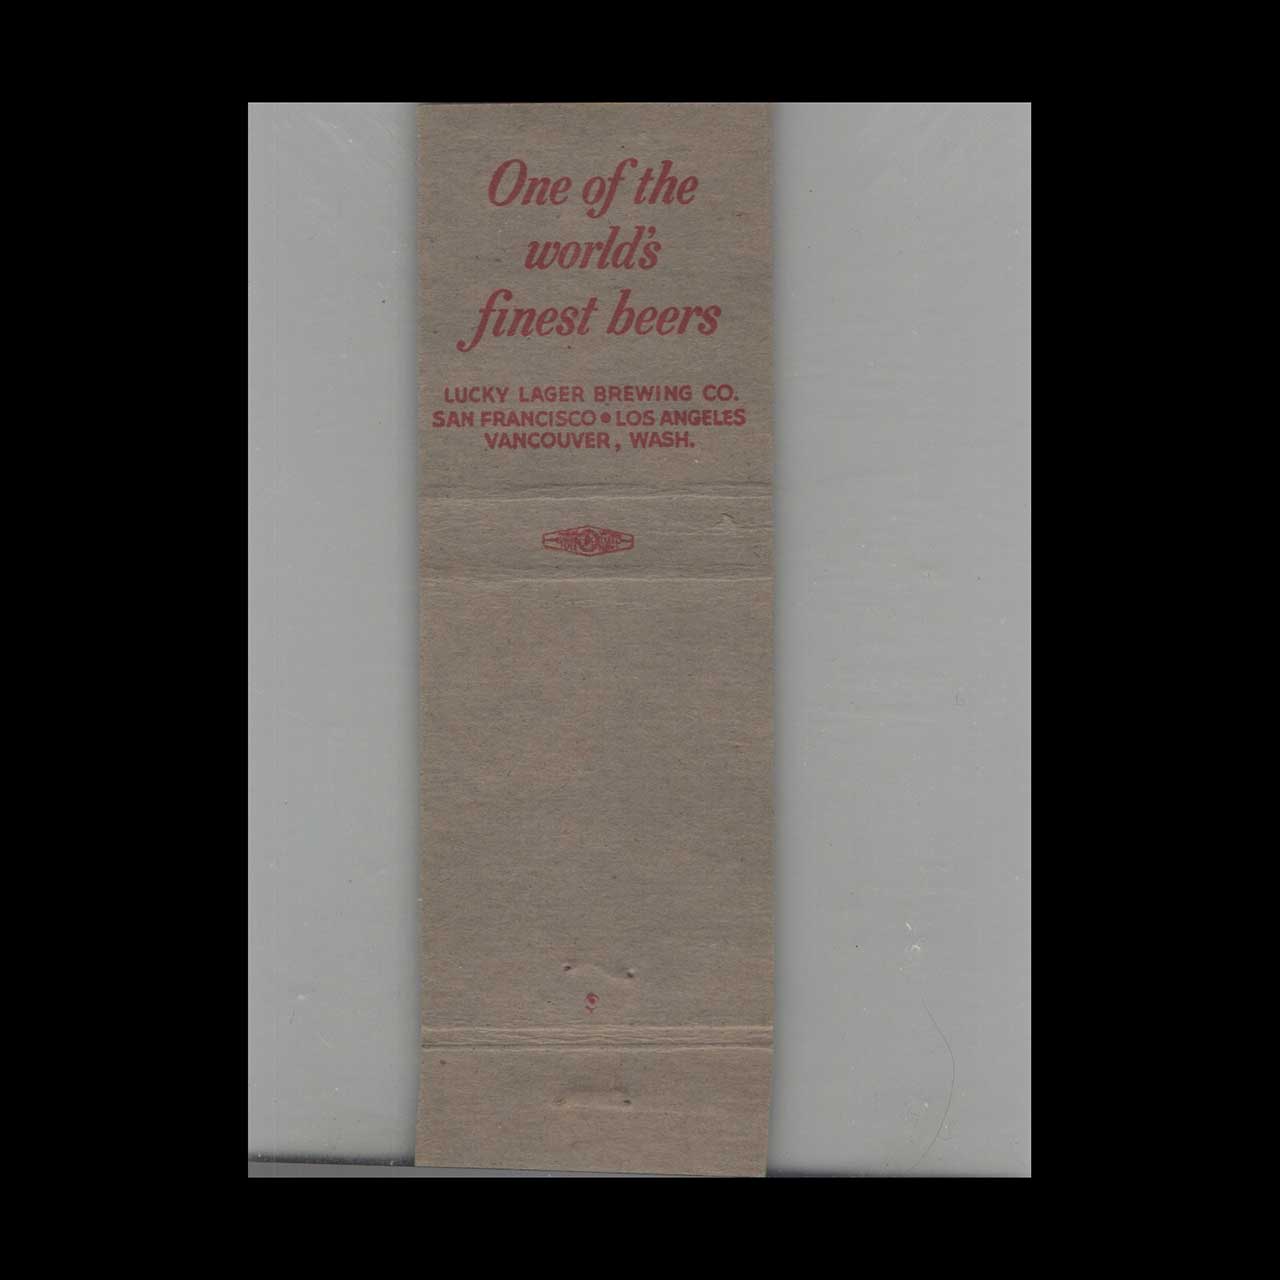 One of the
world's
finest beers
LUCKY LAGER BREWING CO.
SAN FRANCISCO • LOS ANGELES
VANCOUVER, WASH.